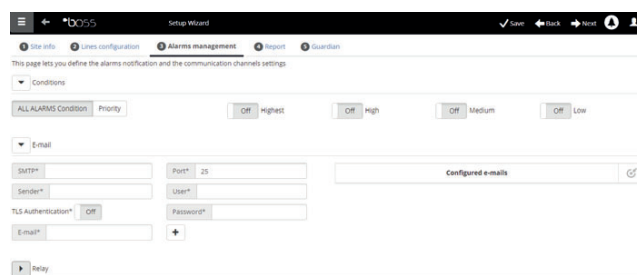 boss Setup Wizard Save Back Next
1 Site info 2 Lines configuration 3 Alarms management 4 Report 5 Guardian
This page lets you define the alarms notification and the communication channels settings
Conditions
ALL ALARMS Condition Priority Off Highest Off High Off Medium Off Low
E-mail
SMTP* Port* 25 Configured e-mails
Sender* User*
TLS Authentication* Off Password*
E-mail* +
Relay